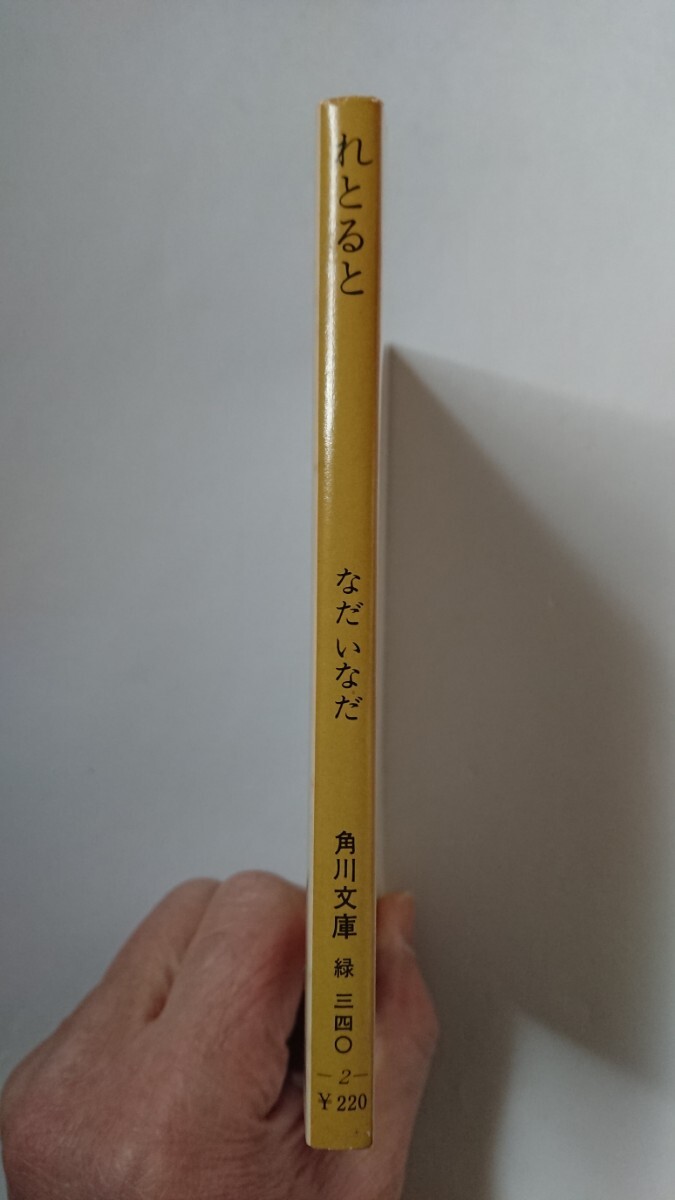 れとると
なだ いなだ
角川文庫 緑 三四〇
—2—
¥220